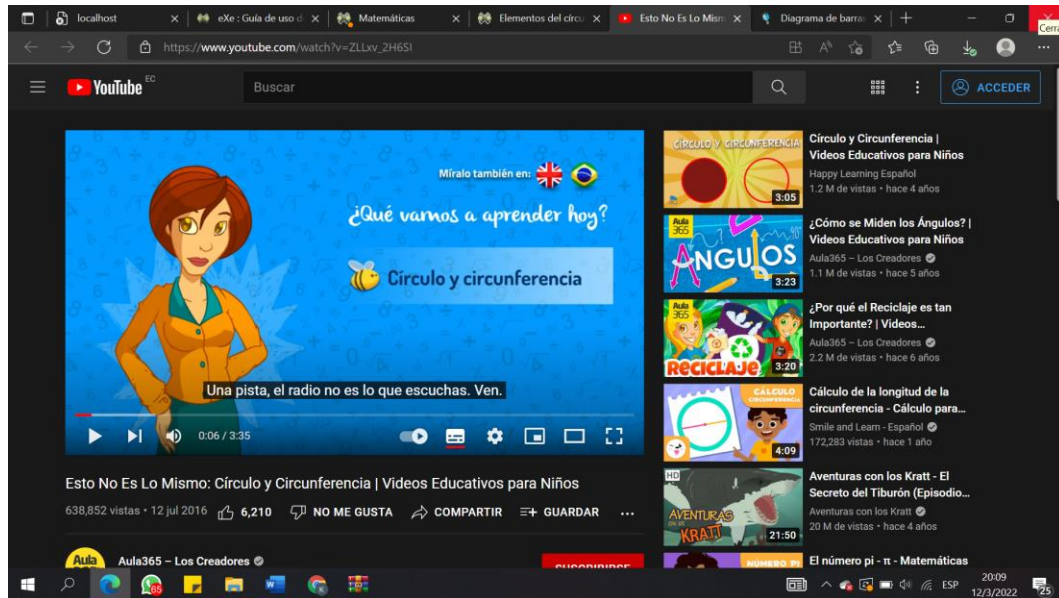 localhost
eXe : Guía de uso d
Matemáticas
Elementos del círcu
Esto No Es Lo Mism
Diagrama de barras
Cerra
https://www.youtube.com/watch?v=ZLLxv_2H6SI
YouTube EC
Buscar
ACCEDER
Míralo también en:
¿Qué vamos a aprender hoy?
Círculo y circunferencia
Una pista, el radio no es lo que escuchas. Ven.
0:06 / 3:35
Esto No Es Lo Mismo: Círculo y Circunferencia | Videos Educativos para Niños
638,852 vistas • 12 jul 2016
6,210
NO ME GUSTA
COMPARTIR
GUARDAR
Aula
Aula365 – Los Creadores
SUSCRIBIRSE
CÍRCULO Y CIRCUNFERENCIA
3:05
Círculo y Circunferencia |
Videos Educativos para Niños
Happy Learning Español
1.2 M de vistas • hace 4 años
Aula
365
ÁNGULOS
3:23
¿Cómo se Miden los Ángulos? |
Videos Educativos para Niños
Aula365 – Los Creadores
1.1 M de vistas • hace 5 años
Aula
365
RECICLAJE
3:20
¿Por qué el Reciclaje es tan
Importante? | Videos...
Aula365 – Los Creadores
2.2 M de vistas • hace 6 años
CÁLCULO
CIRCUNFERENCIA
4:09
Cálculo de la longitud de la
circunferencia - Cálculo para...
Smile and Learn - Español
172,283 vistas • hace 1 año
HD
AVENTURAS
CON LOS
KRATT
21:50
Aventuras con los Kratt - El
Secreto del Tiburón (Episodio...
Aventuras con los Kratt
20 M de vistas • hace 4 años
NÚMERO PI
El número pi - π - Matemáticas
65
ESP
20:09
12/3/2022
25